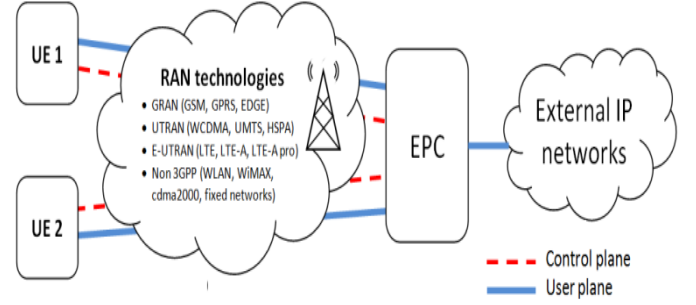 UE 1
RAN technologies
• GRAN (GSM, GPRS, EDGE)
• UTRAN (WCDMA, UMTS, HSPA)
• E-UTRAN (LTE, LTE-A, LTE-A pro)
• Non 3GPP (WLAN, WiMAX,
cdma2000, fixed networks)
EPC
External IP
networks
UE 2
Control plane
User plane